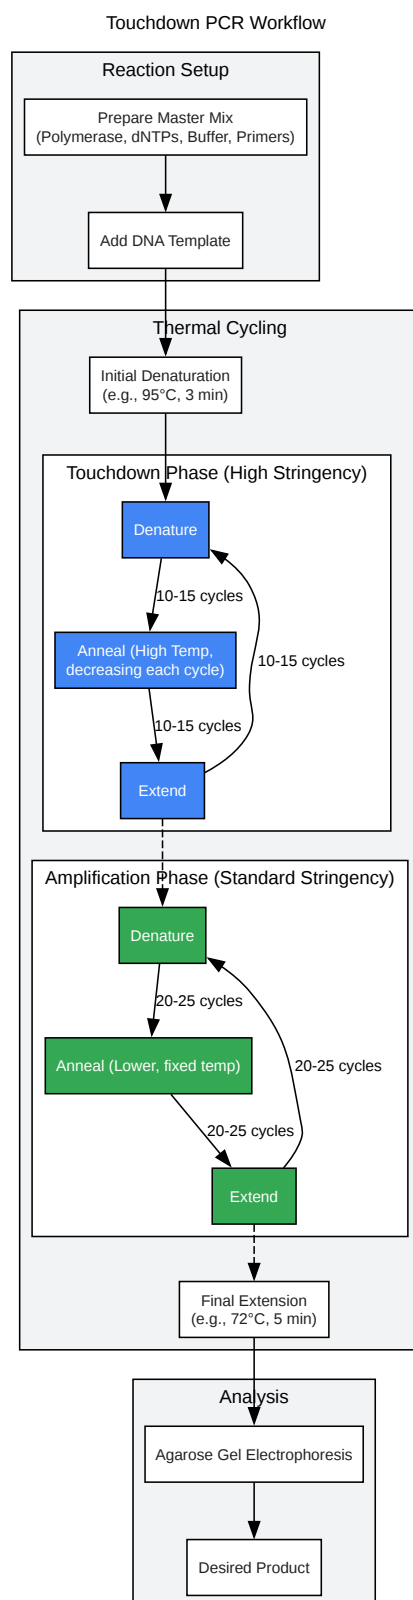 Touchdown PCR Workflow
Reaction Setup
Prepare Master Mix
(Polymerase, dNTPs, Buffer, Primers)
Add DNA Template
Thermal Cycling
Initial Denaturation
(e.g., 95°C, 3 min)
Touchdown Phase (High Stringency)
Denature
10-15 cycles
Anneal (High Temp,
decreasing each cycle)
10-15 cycles
10-15 cycles
Extend
Amplification Phase (Standard Stringency)
Denature
20-25 cycles
Anneal (Lower, fixed temp)
20-25 cycles
20-25 cycles
Extend
Final Extension
(e.g., 72°C, 5 min)
Analysis
Agarose Gel Electrophoresis
Desired Product